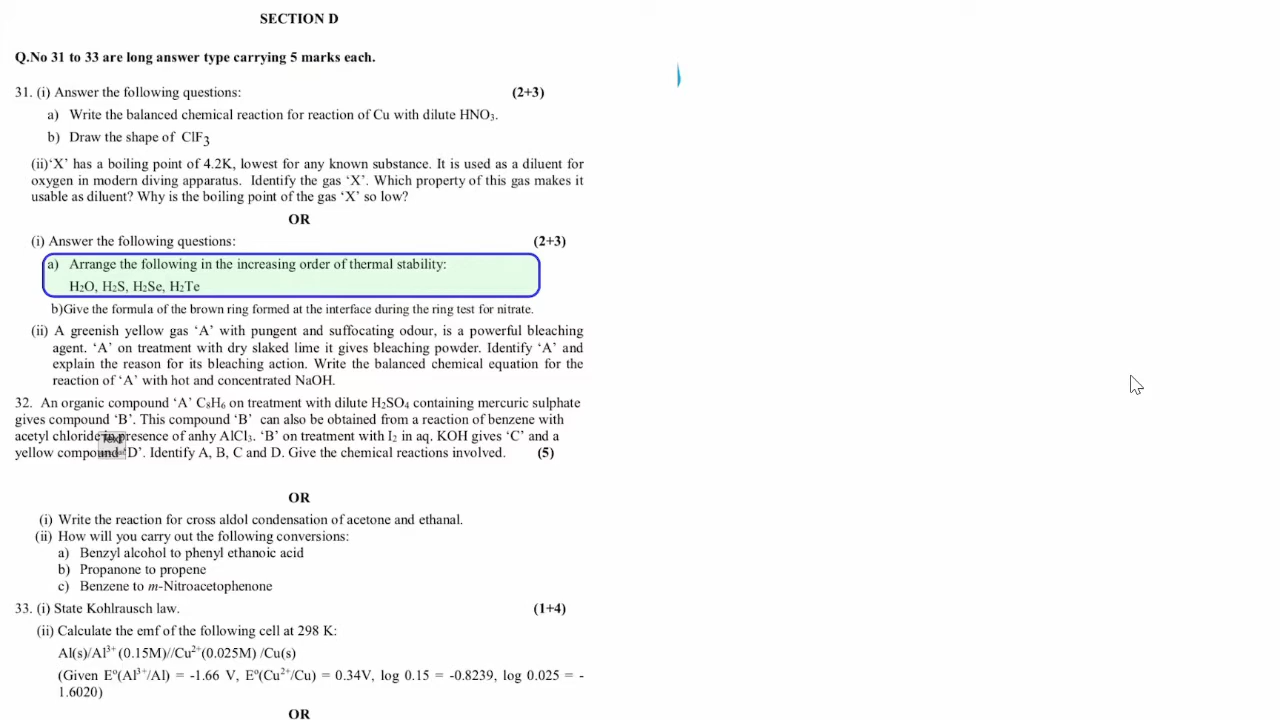 SECTION D
Q.No 31 to 33 are long answer type carrying 5 marks each.
31. (i) Answer the following questions: (2+3)
a) Write the balanced chemical reaction for reaction of Cu with dilute HNO₃.
b) Draw the shape of ClF₃
(ii)‘X’ has a boiling point of 4.2K, lowest for any known substance. It is used as a diluent for
oxygen in modern diving apparatus. Identify the gas ‘X’. Which property of this gas makes it
usable as diluent? Why is the boiling point of the gas ‘X’ so low?
OR
(i) Answer the following questions: (2+3)
a) Arrange the following in the increasing order of thermal stability:
H₂O, H₂S, H₂Se, H₂Te
b)Give the formula of the brown ring formed at the interface during the ring test for nitrate.
(ii) A greenish yellow gas ‘A’ with pungent and suffocating odour, is a powerful bleaching
agent. ‘A’ on treatment with dry slaked lime it gives bleaching powder. Identify ‘A’ and
explain the reason for its bleaching action. Write the balanced chemical equation for the
reaction of ‘A’ with hot and concentrated NaOH.
32. An organic compound ‘A’ C₈H₆ on treatment with dilute H₂SO₄ containing mercuric sulphate
gives compound ‘B’. This compound ‘B’ can also be obtained from a reaction of benzene with
acetyl chloride in presence of anhy AlCl₃. ‘B’ on treatment with I₂ in aq. KOH gives ‘C’ and a
yellow compound ‘D’. Identify A, B, C and D. Give the chemical reactions involved. (5)
OR
(i) Write the reaction for cross aldol condensation of acetone and ethanal.
(ii) How will you carry out the following conversions:
a) Benzyl alcohol to phenyl ethanoic acid
b) Propanone to propene
c) Benzene to m-Nitroacetophenone
33. (i) State Kohlrausch law. (1+4)
(ii) Calculate the emf of the following cell at 298 K:
Al(s)/Al³⁺ (0.15M)//Cu²⁺(0.025M) /Cu(s)
(Given Eº(Al³⁺/Al) = -1.66 V, Eº(Cu²⁺/Cu) = 0.34V, log 0.15 = -0.8239, log 0.025 = -
1.6020)
OR